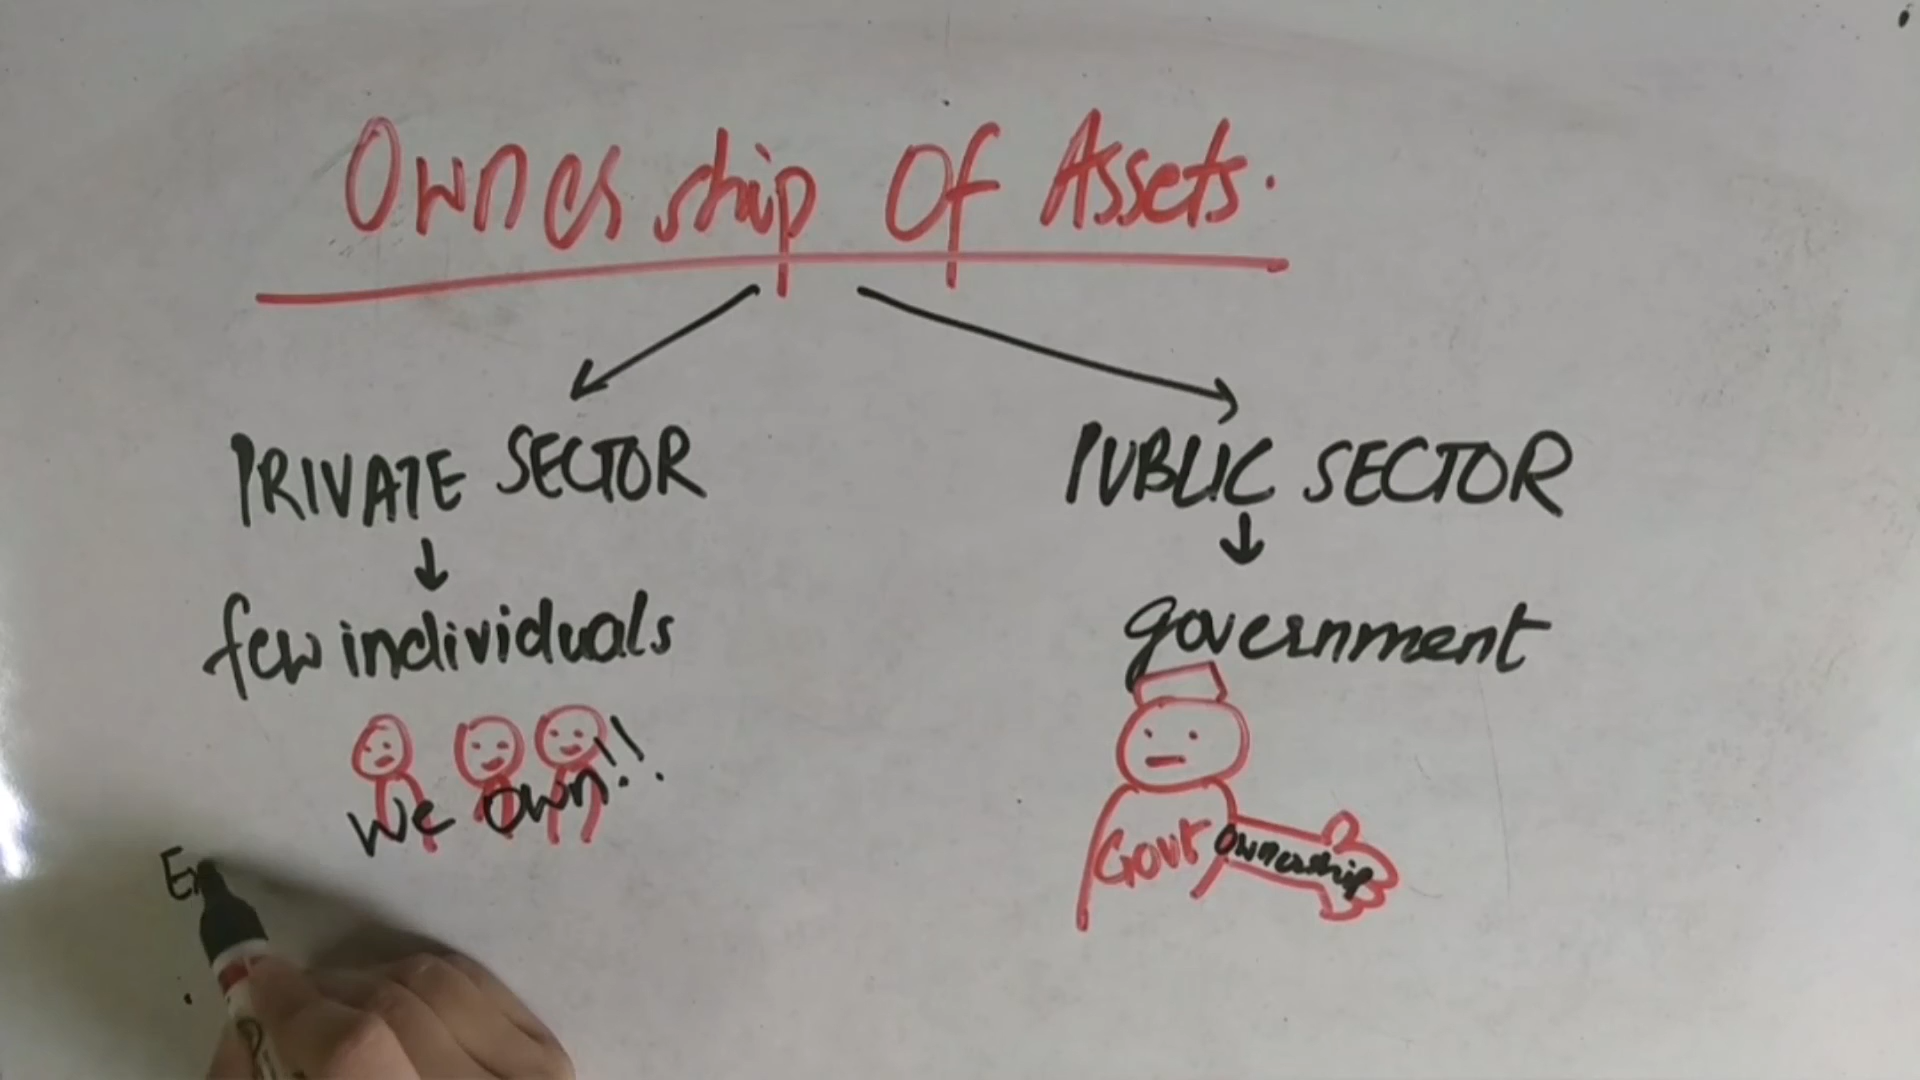 Ownership Of Assets.
PRIVATE SECTOR
PUBLIC SECTOR
few individuals
government
We Own!!
Govt Ownership